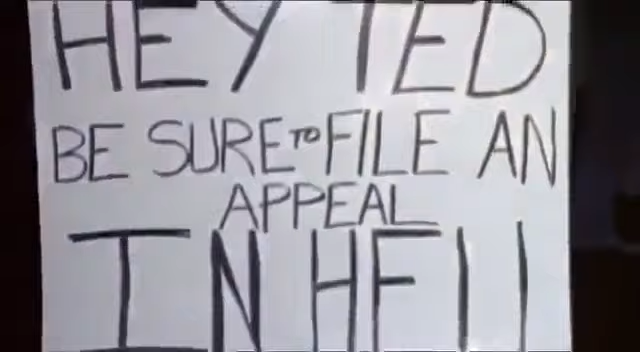 HEY TED
BE SURE TO FILE AN
APPEAL
IN HELL